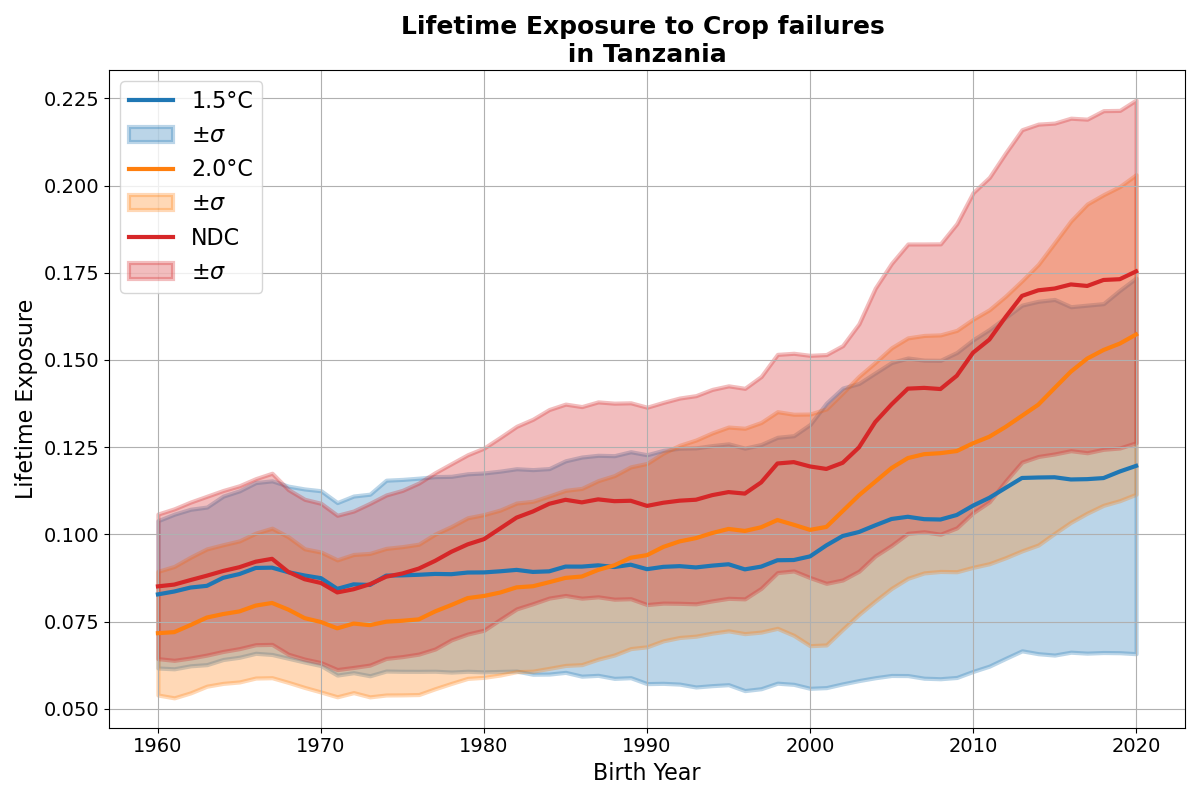 Lifetime Exposure to Crop failures
in Tanzania
Lifetime Exposure
0.225
0.200
0.175
0.150
0.125
0.100
0.075
0.050
1.5°C
±σ
2.0°C
±σ
NDC
±σ
1960 1970 1980 1990 2000 2010 2020
Birth Year